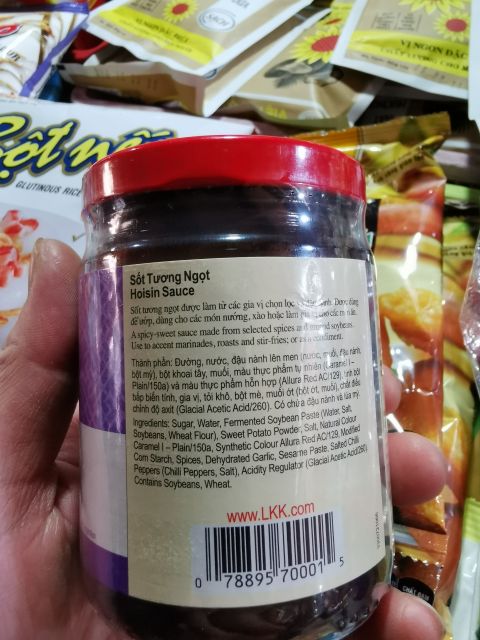 VỊ NGON ĐẶC
GLUTINOUS RICE
Sốt Tương Ngọt
Hoisin Sauce
Sốt tương ngọt được làm từ các gia vị chọn lọc
để ướp, dùng cho các món nướng, xào hoặc làm
A spicy-sweet sauce made from selected spices and soybeans.
Use to accent marinades, roasts and stir-fries; or as a condiment.
Thành phần: Đường, nước, đậu nành lên men (nước, muối, đậu nành,
bột mỳ), bột khoai tây, muối, màu thực phẩm tự nhiên (Caramel I –
Plain/150a) và màu thực phẩm hỗn hợp (Allura Red AC/129), tinh bột
bắp biến tính, gia vị, tỏi khô, bột mè, muối ớt (bột ớt, muối), chất điều
chỉnh độ axit (Glacial Acetic Acid/260). Có chứa đậu nành và lúa mỳ.
Ingredients: Sugar, Water, Fermented Soybean Paste (Water, Salt,
Soybeans, Wheat Flour), Sweet Potato Powder, Salt, Natural Colour
Caramel I – Plain/150a, Synthetic Colour Allura Red AC/129, Modified
Corn Starch, Spices, Dehydrated Garlic, Sesame Paste, Salted Chilli
Peppers (Chilli Peppers, Salt), Acidity Regulator (Glacial Acetic Acid/260).
Contains Soybeans, Wheat.
www.LKK.com
0 78895 70001 5